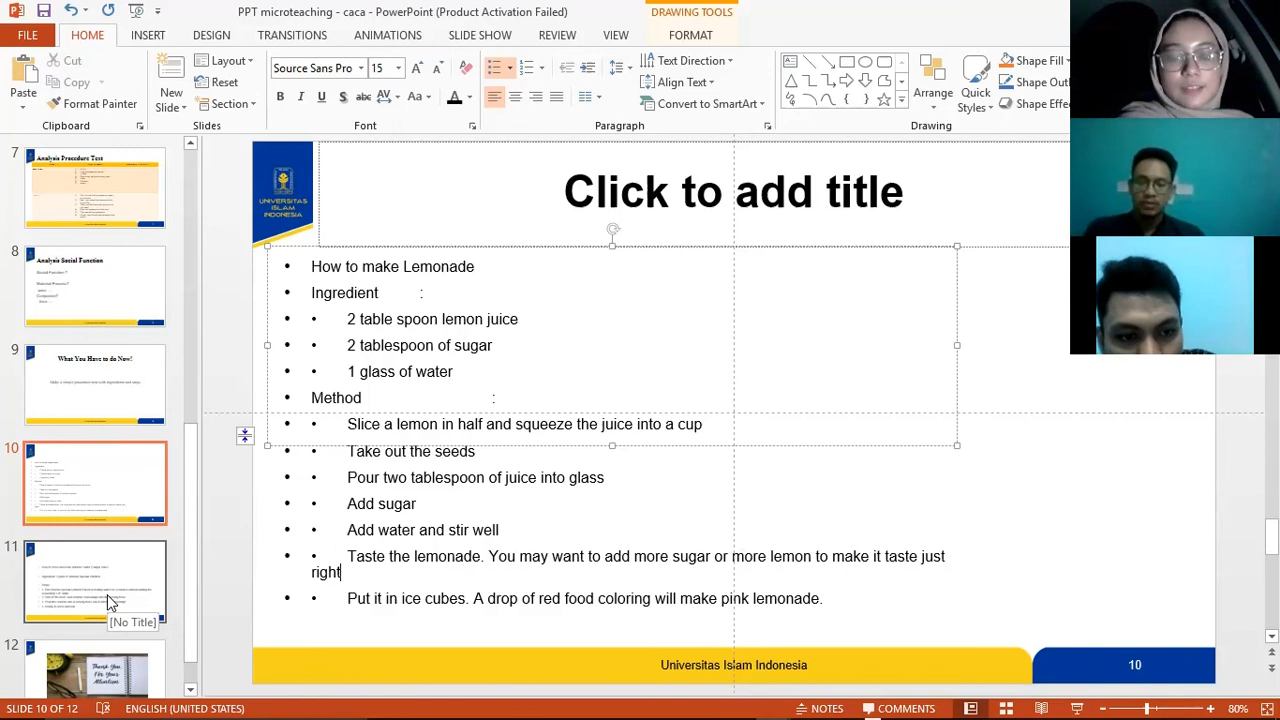 PPT microteaching - caca - PowerPoint (Product Activation Failed)
DRAWING TOOLS
FILE HOME INSERT DESIGN TRANSITIONS ANIMATIONS SLIDE SHOW REVIEW VIEW FORMAT
Paste
Cut
Copy
Format Painter
Clipboard
New Slide
Layout
Reset
Section
Slides
Source Sans Pro 15
Font
Text Direction
Align Text
Convert to SmartArt
Paragraph
Arrange
Quick Styles
Shape Fill
Shape Out
Shape Effe
Drawing
7
Analysis Procedure Text
8
Analysis Social Function
9
What You Have to do Now!
10
11
[No Title]
12
Thank You For Your Attention
UNIVERSITAS
ISLAM
INDONESIA
Click to add title
• How to make Lemonade
• Ingredient :
• • 2 table spoon lemon juice
• • 2 tablespoon of sugar
• • 1 glass of water
• Method :
• • Slice a lemon in half and squeeze the juice into a cup
• • Take out the seeds
• • Pour two tablespoon of juice into glass
• • Add sugar
• • Add water and stir well
• • Taste the lemonade. You may want to add more sugar or more lemon to make it taste just
right
• • ice cubes. A drop of red food coloring will make pink lemonade
Universitas Islam Indonesia
10
SLIDE 10 OF 12 ENGLISH (UNITED STATES) NOTES COMMENTS 80%